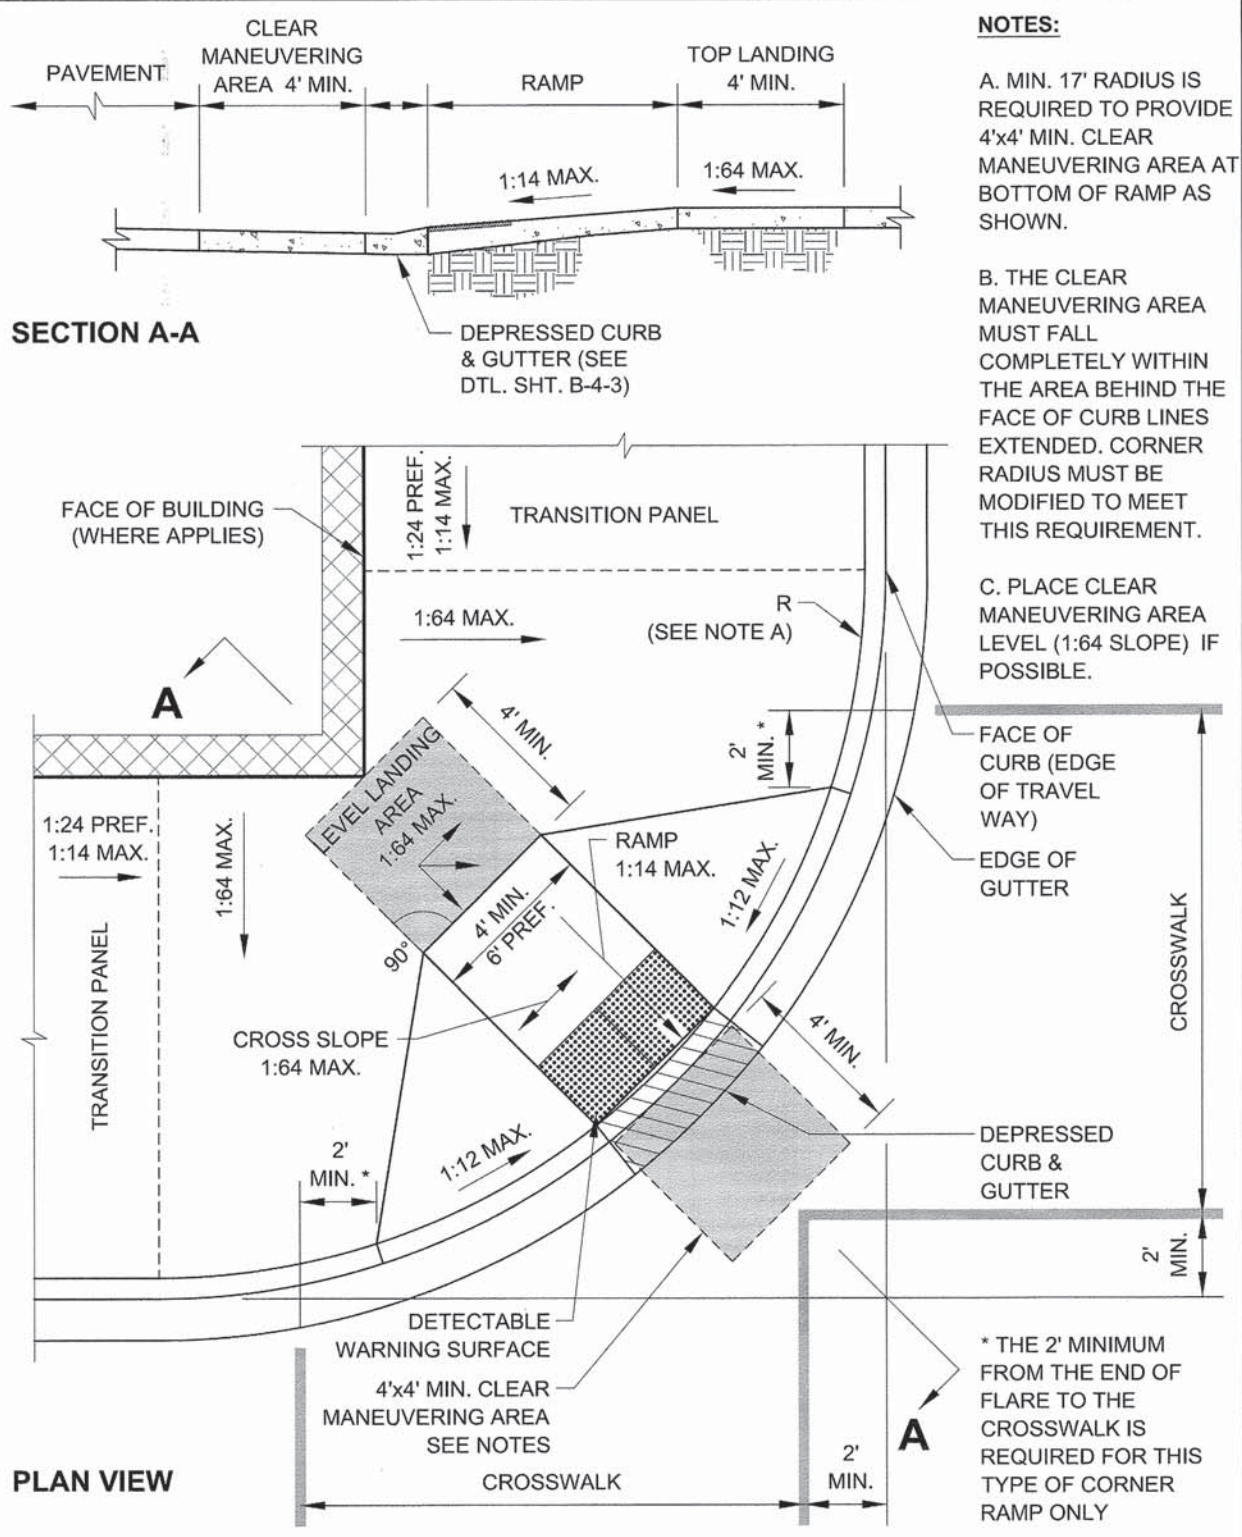 CLEAR
MANEUVERING
AREA 4' MIN.
PAVEMENT
RAMP
TOP LANDING
4' MIN.
1:14 MAX.
1:64 MAX.
SECTION A-A
DEPRESSED CURB
& GUTTER (SEE
DTL. SHT. B-4-3)
NOTES:
A. MIN. 17' RADIUS IS
REQUIRED TO PROVIDE
4'x4' MIN. CLEAR
MANEUVERING AREA AT
BOTTOM OF RAMP AS
SHOWN.
B. THE CLEAR
MANEUVERING AREA
MUST FALL
COMPLETELY WITHIN
THE AREA BEHIND THE
FACE OF CURB LINES
EXTENDED. CORNER
RADIUS MUST BE
MODIFIED TO MEET
THIS REQUIREMENT.
C. PLACE CLEAR
MANEUVERING AREA
LEVEL (1:64 SLOPE) IF
POSSIBLE.
FACE OF BUILDING
(WHERE APPLIES)
1:24 PREF.
1:14 MAX.
TRANSITION PANEL
1:64 MAX.
R
(SEE NOTE A)
A
4' MIN.
2'
MIN. *
LEVEL LANDING
AREA
1:64 MAX.
FACE OF
CURB (EDGE
OF TRAVEL
WAY)
EDGE OF
GUTTER
1:24 PREF.
1:14 MAX.
1:64 MAX.
RAMP
1:14 MAX.
1:12 MAX.
4' MIN.
6' PREF.
90°
TRANSITION PANEL
CROSS SLOPE
1:64 MAX.
4' MIN.
CROSSWALK
DEPRESSED
CURB &
GUTTER
2'
MIN. *
1:12 MAX.
2'
MIN.
DETECTABLE
WARNING SURFACE
4'x4' MIN. CLEAR
MANEUVERING AREA
SEE NOTES
* THE 2' MINIMUM
FROM THE END OF
FLARE TO THE
CROSSWALK IS
REQUIRED FOR THIS
TYPE OF CORNER
RAMP ONLY
A
PLAN VIEW
CROSSWALK
2'
MIN.